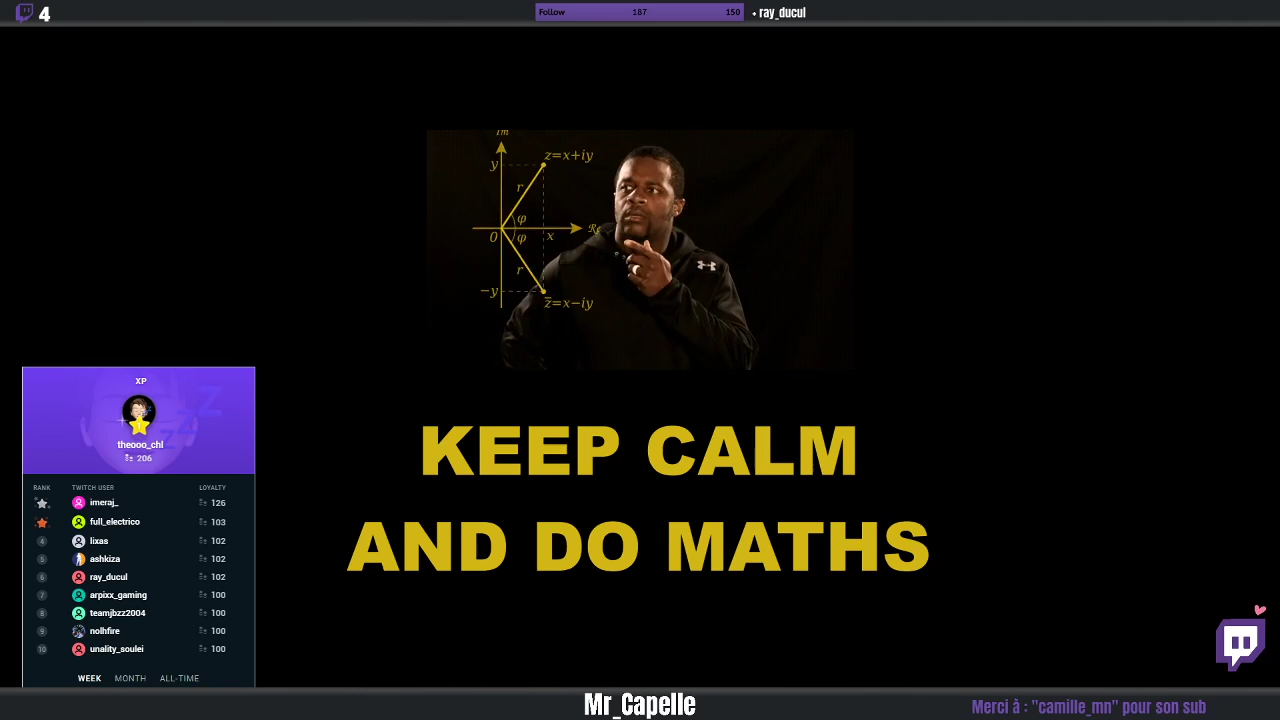 4
Follow 187 150
• ray_ducul
Im
y
z=x+iy
r
φ
0
φ
x
Re
r
−y
z̄=x−iy
XP
theooo_chl
206
RANK TWITCH USER LOYALTY
imeraj_ 126
full_electrico 103
4 lixas 102
5 ashkiza 102
6 ray_ducul 102
7 arpixx_gaming 100
8 teamjbzz2004 100
9 nolhfire 100
10 unality_soulei 100
WEEK MONTH ALL-TIME
KEEP CALM
AND DO MATHS
Mr_Capelle
Merci à : "camille_mn" pour son sub